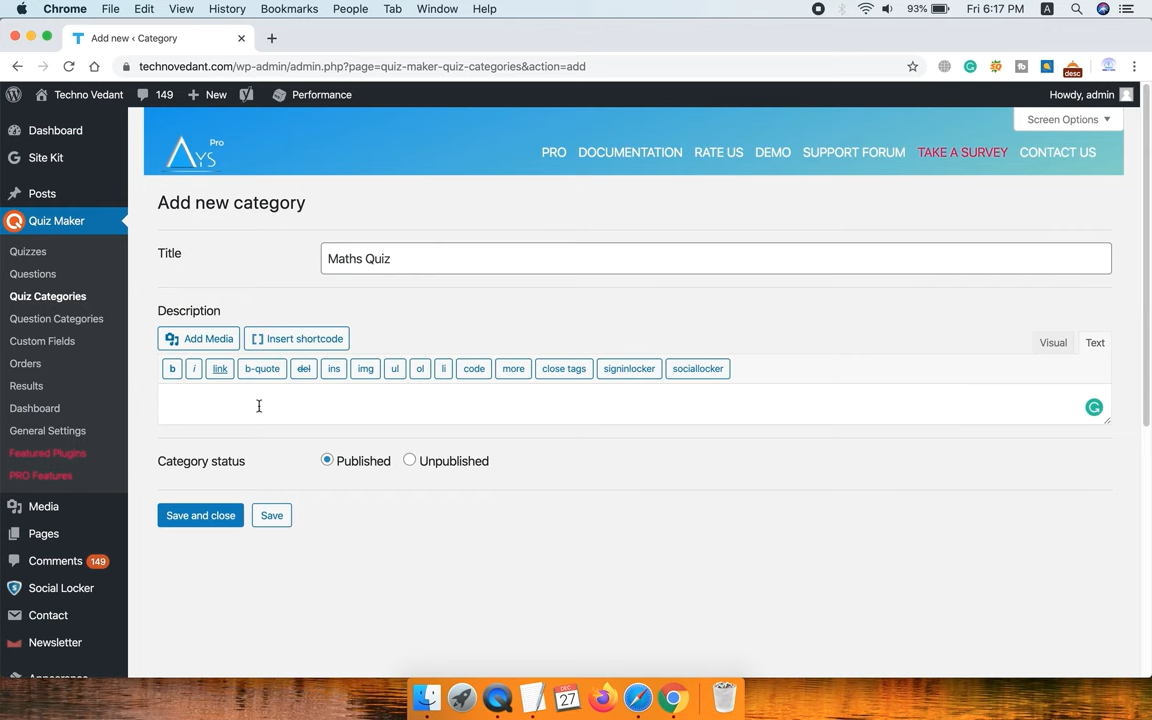 Chrome File Edit View History Bookmarks People Tab Window Help 93% Fri 6:17 PM A
Add new ‹ Category
technovedant.com/wp-admin/admin.php?page=quiz-maker-quiz-categories&action=add
desc
Techno Vedant 149 New Performance Howdy, admin
Screen Options
AYS Pro
PRO DOCUMENTATION RATE US DEMO SUPPORT FORUM TAKE A SURVEY CONTACT US
Dashboard
Site Kit
Posts
Quiz Maker
Quizzes
Questions
Quiz Categories
Question Categories
Custom Fields
Orders
Results
Dashboard
General Settings
Featured Plugins
PRO Features
Media
Pages
Comments 149
Social Locker
Contact
Newsletter
Add new category
Title Maths Quiz
Description
Add Media Insert shortcode
Visual Text
b i link b-quote del ins img ul ol li code more close tags signinlocker sociallocker
Category status Published Unpublished
Save and close Save
DEC
27